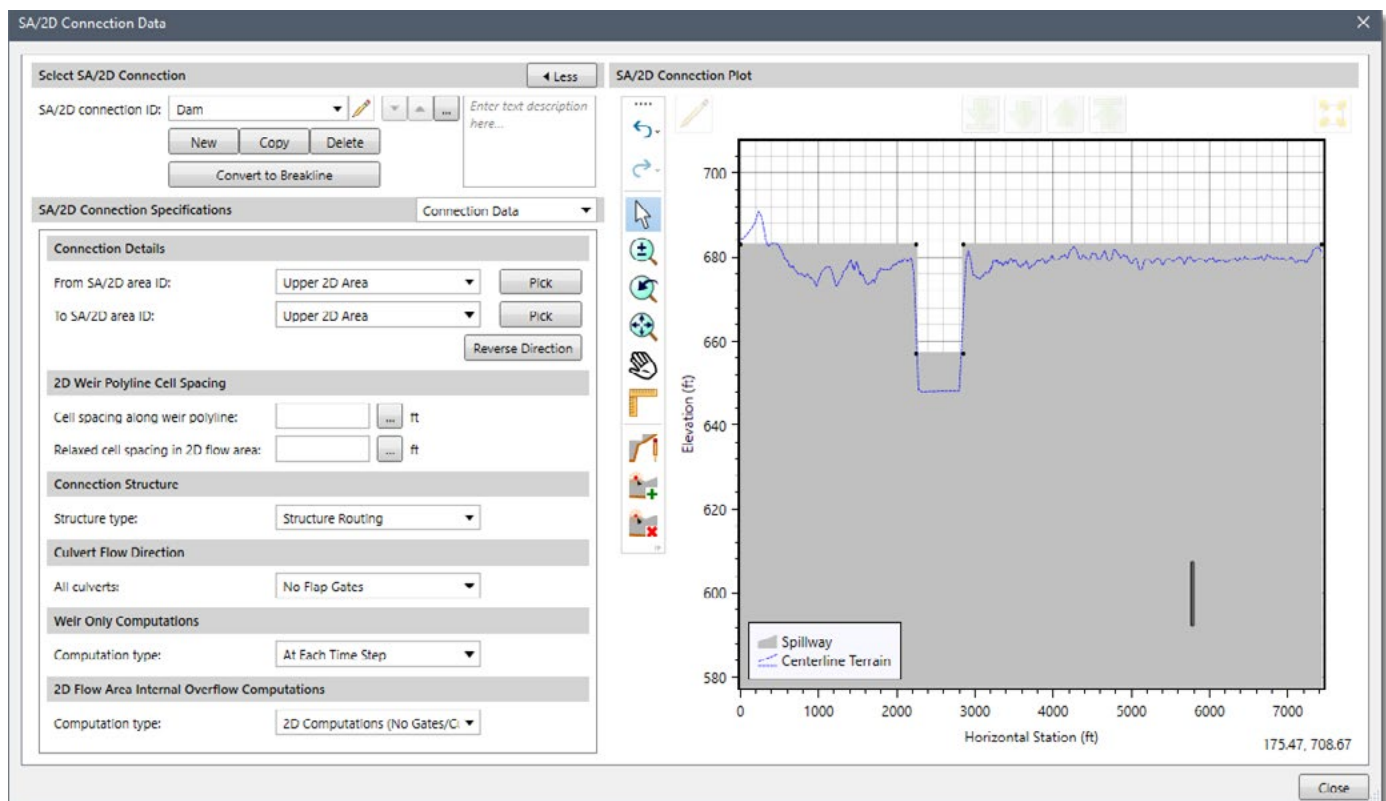 SA/2D Connection Data
Select SA/2D Connection
Less
SA/2D connection ID:
Dam
...
Enter text description
here...
New
Copy
Delete
Convert to Breakline
SA/2D Connection Specifications
Connection Data
Connection Details
From SA/2D area ID:
Upper 2D Area
Pick
To SA/2D area ID:
Upper 2D Area
Pick
Reverse Direction
2D Weir Polyline Cell Spacing
Cell spacing along weir polyline:
...
ft
Relaxed cell spacing in 2D flow area:
...
ft
Connection Structure
Structure type:
Structure Routing
Culvert Flow Direction
All culverts:
No Flap Gates
Weir Only Computations
Computation type:
At Each Time Step
2D Flow Area Internal Overflow Computations
Computation type:
2D Computations (No Gates/C
SA/2D Connection Plot
700
680
660
640
620
600
580
Elevation (ft)
Spillway
Centerline Terrain
0
1000
2000
3000
4000
5000
6000
7000
Horizontal Station (ft)
175.47, 708.67
Close